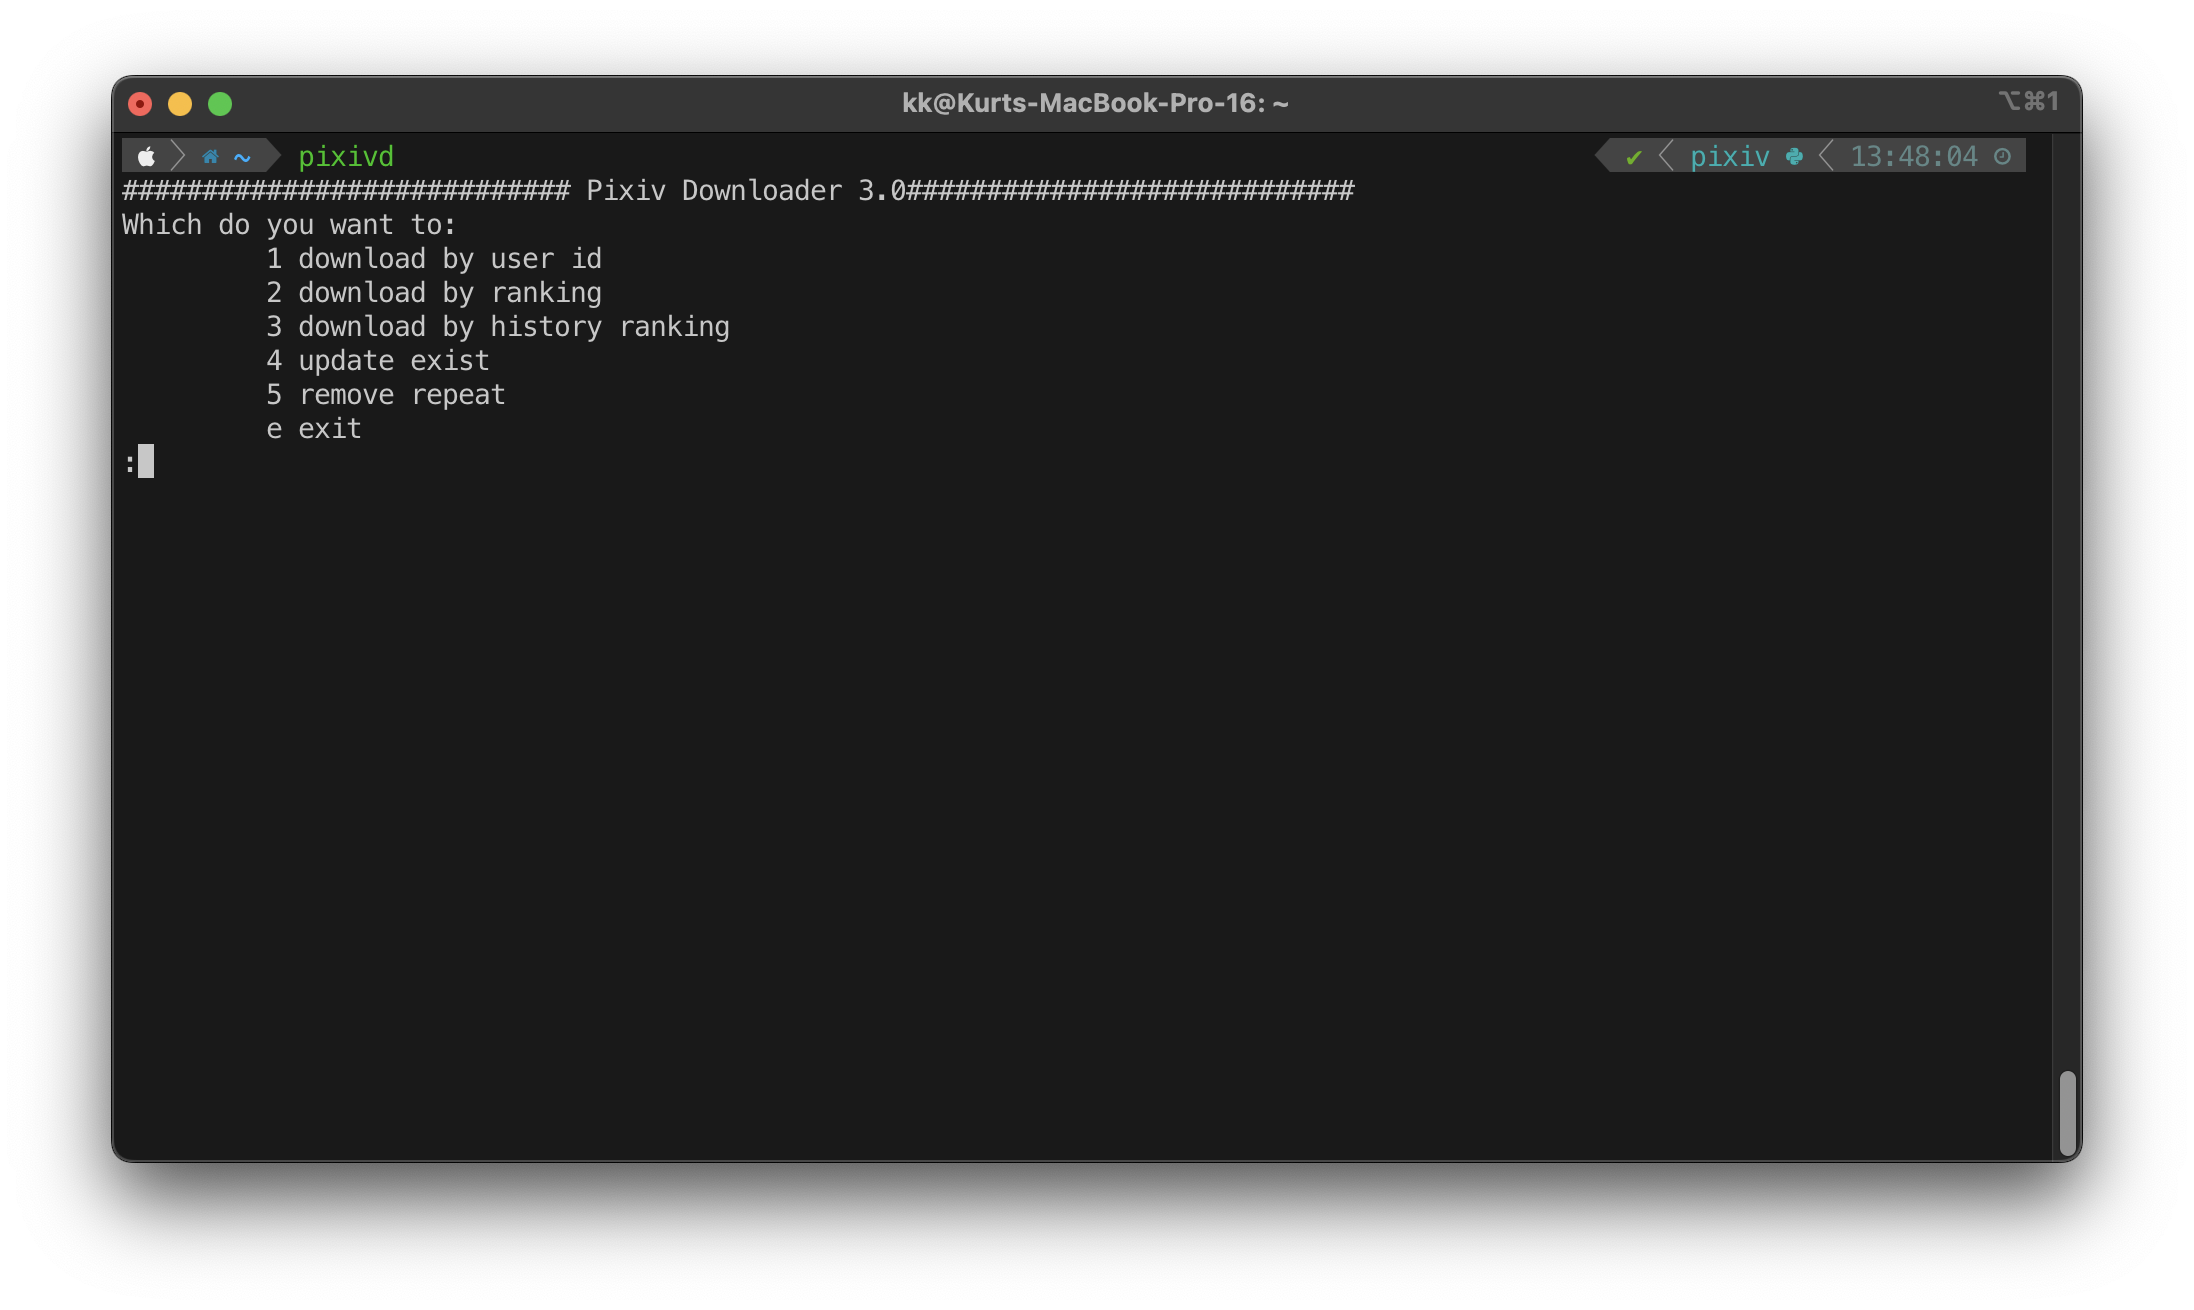 kk@Kurts-MacBook-Pro-16: ~
⌥⌘1
~ pixivd ✔ pixiv 13:48:04
############################ Pixiv Downloader 3.0############################
Which do you want to:
1 download by user id
2 download by ranking
3 download by history ranking
4 update exist
5 remove repeat
e exit
: